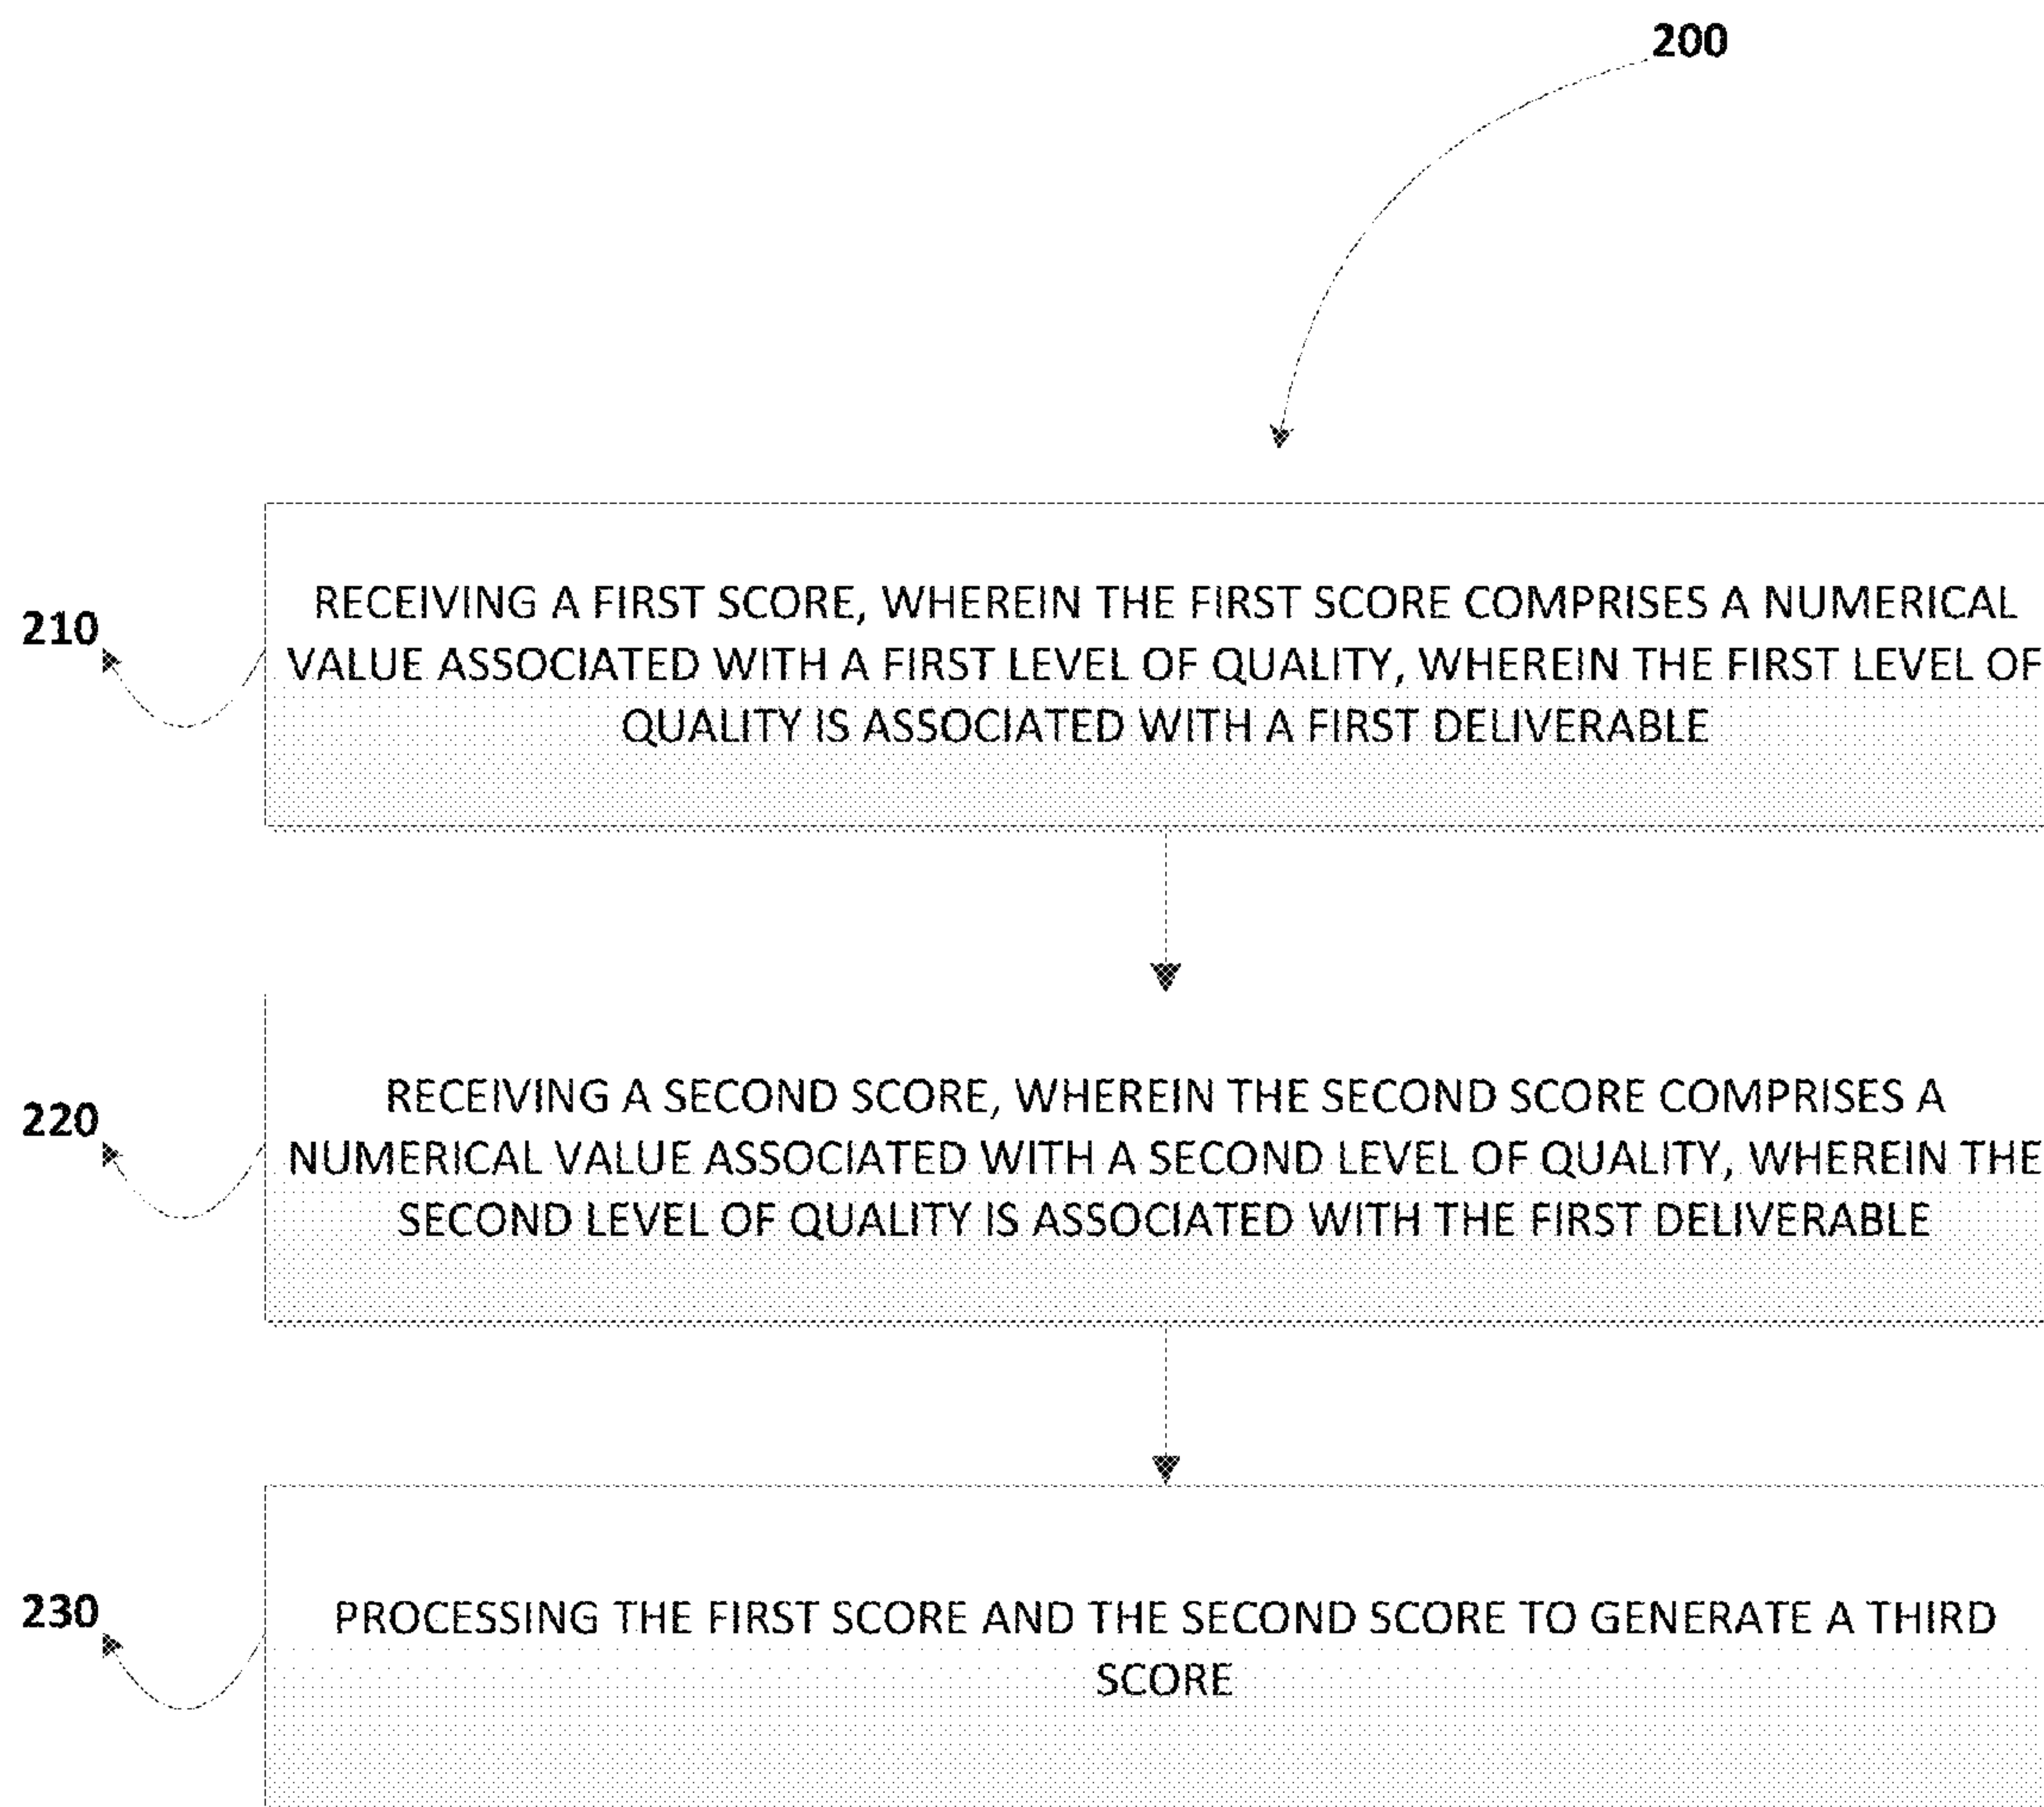 200
210
RECEIVING A FIRST SCORE, WHEREIN THE FIRST SCORE COMPRISES A NUMERICAL
VALUE ASSOCIATED WITH A FIRST LEVEL OF QUALITY, WHEREIN THE FIRST LEVEL OF
QUALITY IS ASSOCIATED WITH A FIRST DELIVERABLE
220
RECEIVING A SECOND SCORE, WHEREIN THE SECOND SCORE COMPRISES A
NUMERICAL VALUE ASSOCIATED WITH A SECOND LEVEL OF QUALITY, WHEREIN THE
SECOND LEVEL OF QUALITY IS ASSOCIATED WITH THE FIRST DELIVERABLE
230
PROCESSING THE FIRST SCORE AND THE SECOND SCORE TO GENERATE A THIRD
SCORE